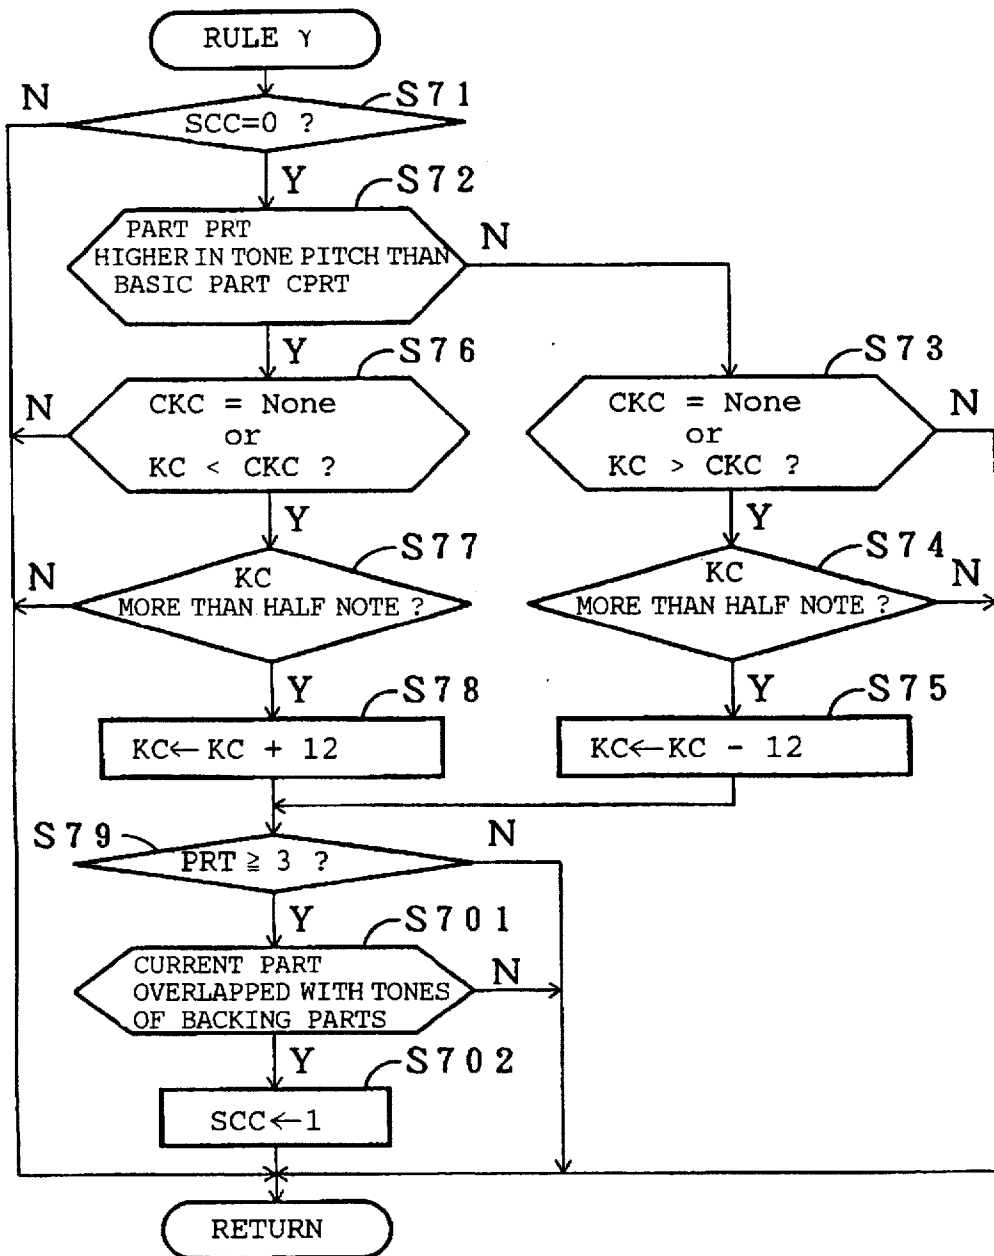 RULE γ
N
S71
SCC=0 ?
Y
S72
PART PRT
HIGHER IN TONE PITCH THAN
BASIC PART CPRT
N
Y
S76
S73
CKC = None
or
KC < CKC ?
N
CKC = None
or
KC > CKC ?
N
Y
Y
S77
S74
N
KC
MORE THAN HALF NOTE ?
KC
MORE THAN HALF NOTE ?
N
Y
S78
Y
S75
KC←KC + 12
KC←KC - 12
S79
N
PRT ≧ 3 ?
Y
S701
CURRENT PART
OVERLAPPED WITH TONES
OF BACKING PARTS
N
Y
S702
SCC←1
RETURN